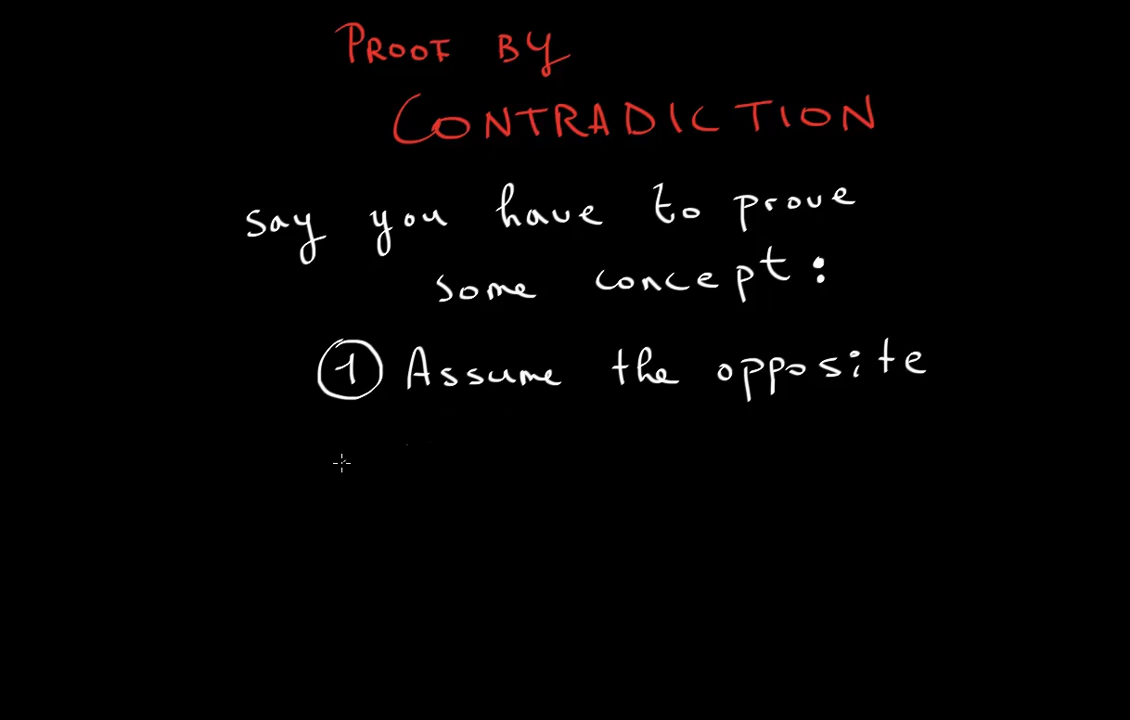 PROOF BY
CONTRADICTION
say you have to prove
some concept:
1 Assume the opposite